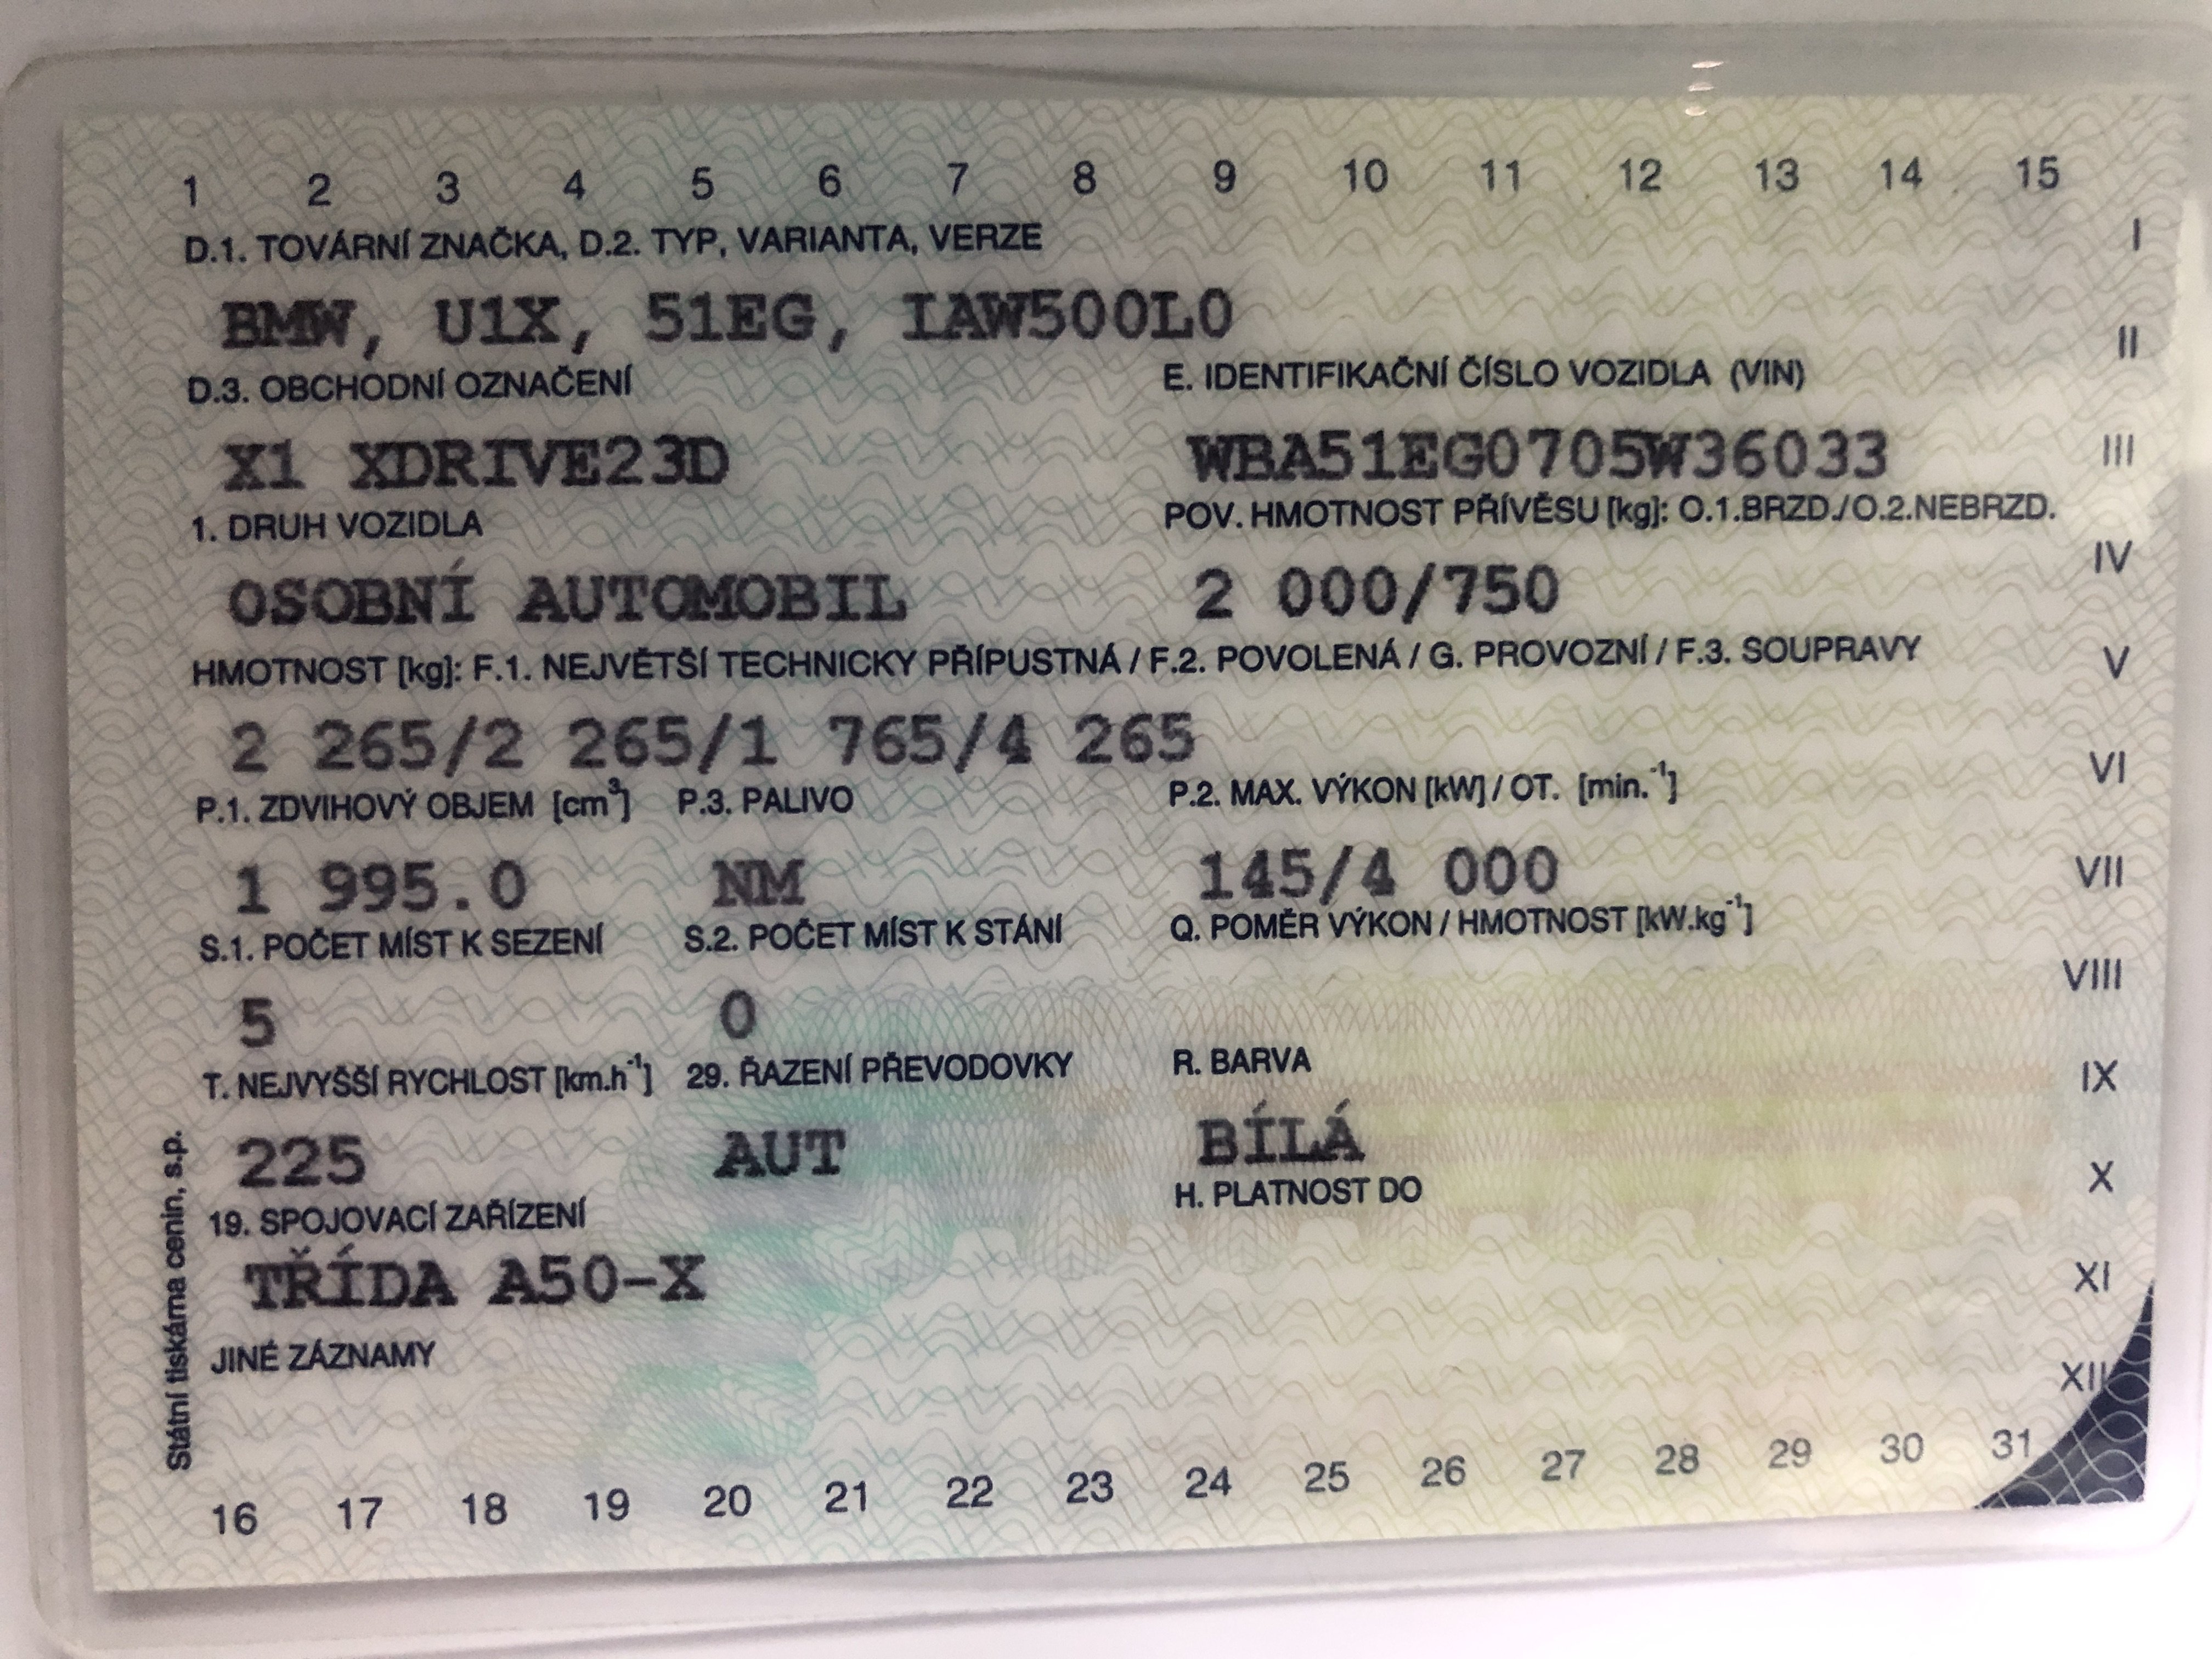 1 2 3 4 5 6 7 8 9 10 11 12 13 14 15
D.1. TOVÁRNÍ ZNAČKA, D.2. TYP, VARIANTA, VERZE
I
BMW, U1X, 51EG, IAW500L0
II
D.3. OBCHODNÍ OZNAČENÍ E. IDENTIFIKAČNÍ ČÍSLO VOZIDLA (VIN)
X1 XDRIVE23D WBA51EG0705W36033
III
1. DRUH VOZIDLA POV. HMOTNOST PŘÍVĚSU [kg]: O.1.BRZD./O.2.NEBRZD.
OSOBNÍ AUTOMOBIL 2 000/750
IV
HMOTNOST [kg]: F.1. NEJVĚTŠÍ TECHNICKY PŘÍPUSTNÁ / F.2. POVOLENÁ / G. PROVOZNÍ / F.3. SOUPRAVY
V
2 265/2 265/1 765/4 265
VI
P.1. ZDVIHOVÝ OBJEM [cm³] P.3. PALIVO P.2. MAX. VÝKON [kW] / OT. [min.⁻¹]
1 995.0 NM 145/4 000
VII
S.1. POČET MÍST K SEZENÍ S.2. POČET MÍST K STÁNÍ Q. POMĚR VÝKON / HMOTNOST [kW.kg⁻¹]
VIII
5 0
T. NEJVYŠŠÍ RYCHLOST [km.h⁻¹] 29. ŘAZENÍ PŘEVODOVKY R. BARVA
IX
225 AUT BÍLÁ
X
19. SPOJOVACÍ ZAŘÍZENÍ H. PLATNOST DO
TŘÍDA A50-X
XI
JINÉ ZÁZNAMY
XII
Státní tiskárna cenin, s.p.
16 17 18 19 20 21 22 23 24 25 26 27 28 29 30 31